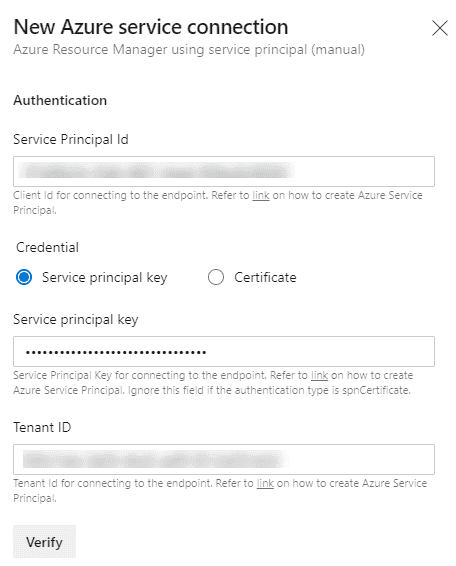 New Azure service connection
Azure Resource Manager using service principal (manual)
Authentication
Service Principal Id
Client Id for connecting to the endpoint. Refer to link on how to create Azure Service
Principal.
Credential
Service principal key
Certificate
Service principal key
••••••••••••••••••••••••••••••••
Service Principal Key for connecting to the endpoint. Refer to link on how to create
Azure Service Principal. Ignore this field if the authentication type is spnCertificate.
Tenant ID
Tenant Id for connecting to the endpoint. Refer to link on how to create Azure Service
Principal.
Verify